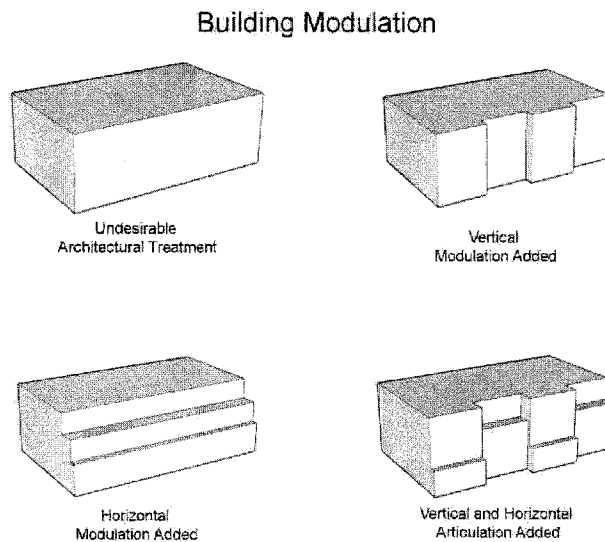 Building Modulation
Undesirable
Architectural Treatment
Vertical
Modulation Added
Horizontal
Modulation Added
Vertical and Horizontal
Articulation Added